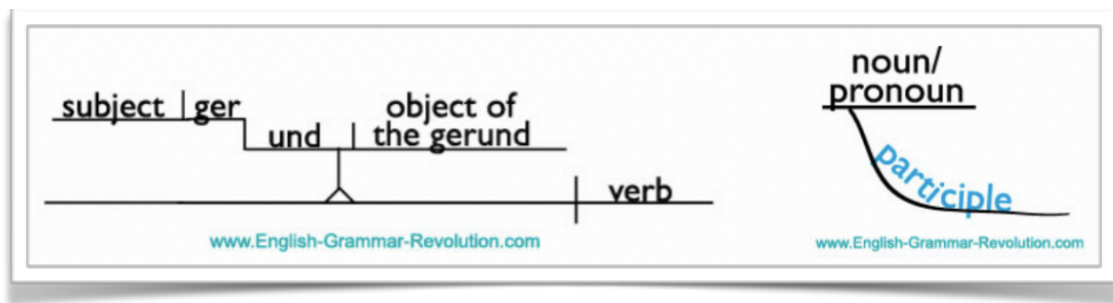 subject ger
und
object of
the gerund
verb
www.English-Grammar-Revolution.com
noun/
pronoun
participle
www.English-Grammar-Revolution.com